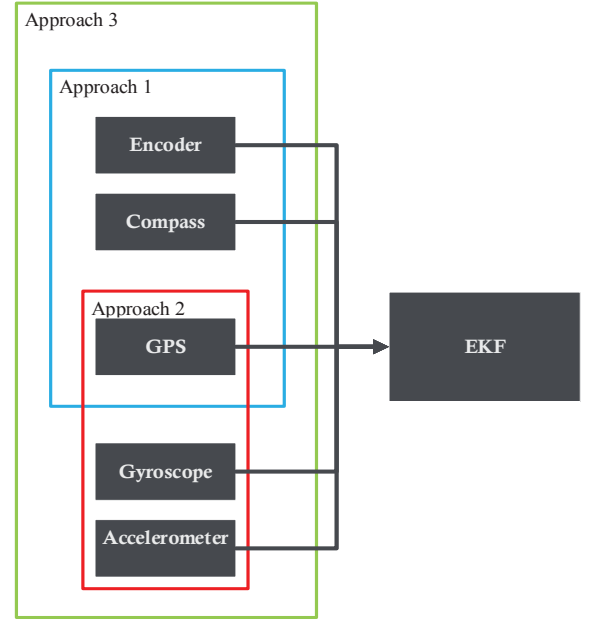 Approach 3
Approach 1
Encoder
Compass
Approach 2
GPS
EKF
Gyroscope
Accelerometer